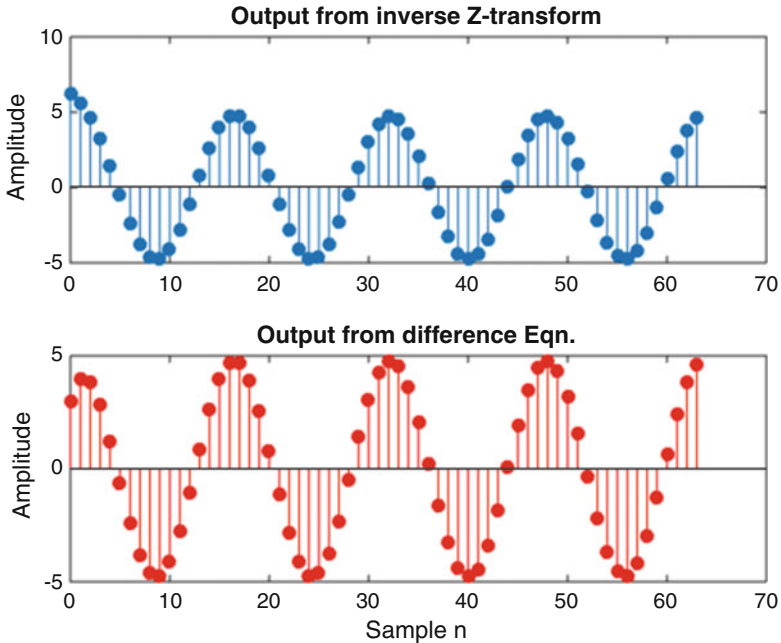 Output from inverse Z-transform
10
5
0
-5
Amplitude
0 10 20 30 40 50 60 70
Output from difference Eqn.
5
0
-5
Amplitude
0 10 20 30 40 50 60 70
Sample n